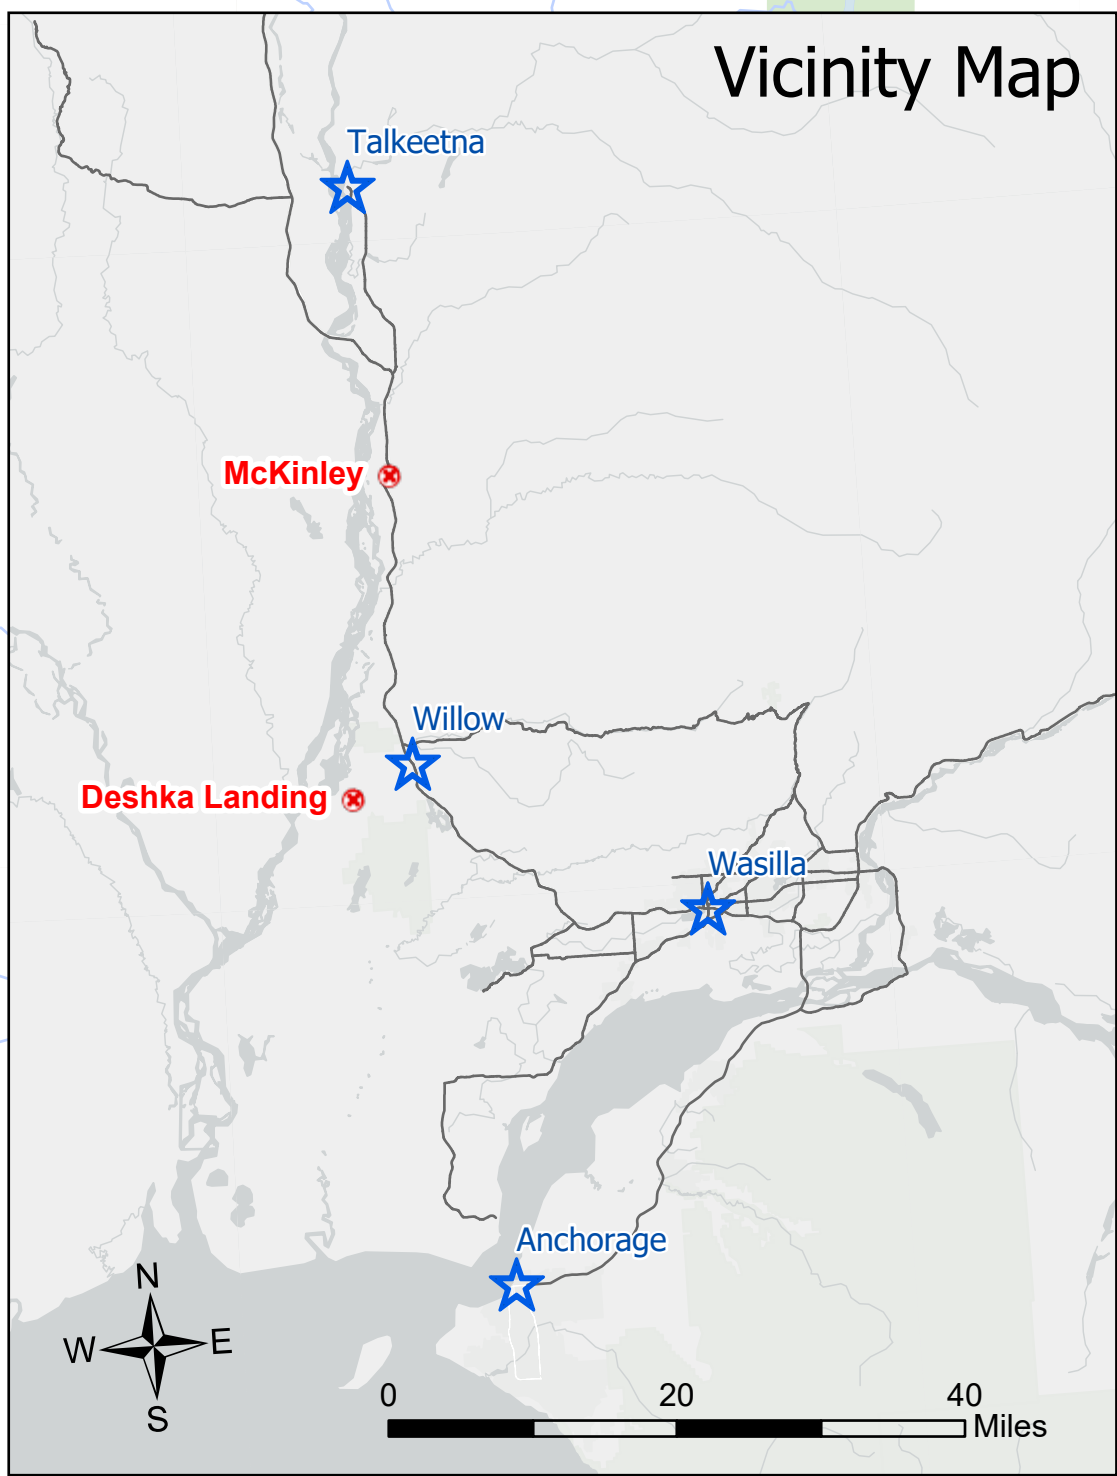 Vicinity Map
Talkeetna
McKinley
Willow
Deshka Landing
Wasilla
Anchorage
N
W E
S
0 20 40
Miles